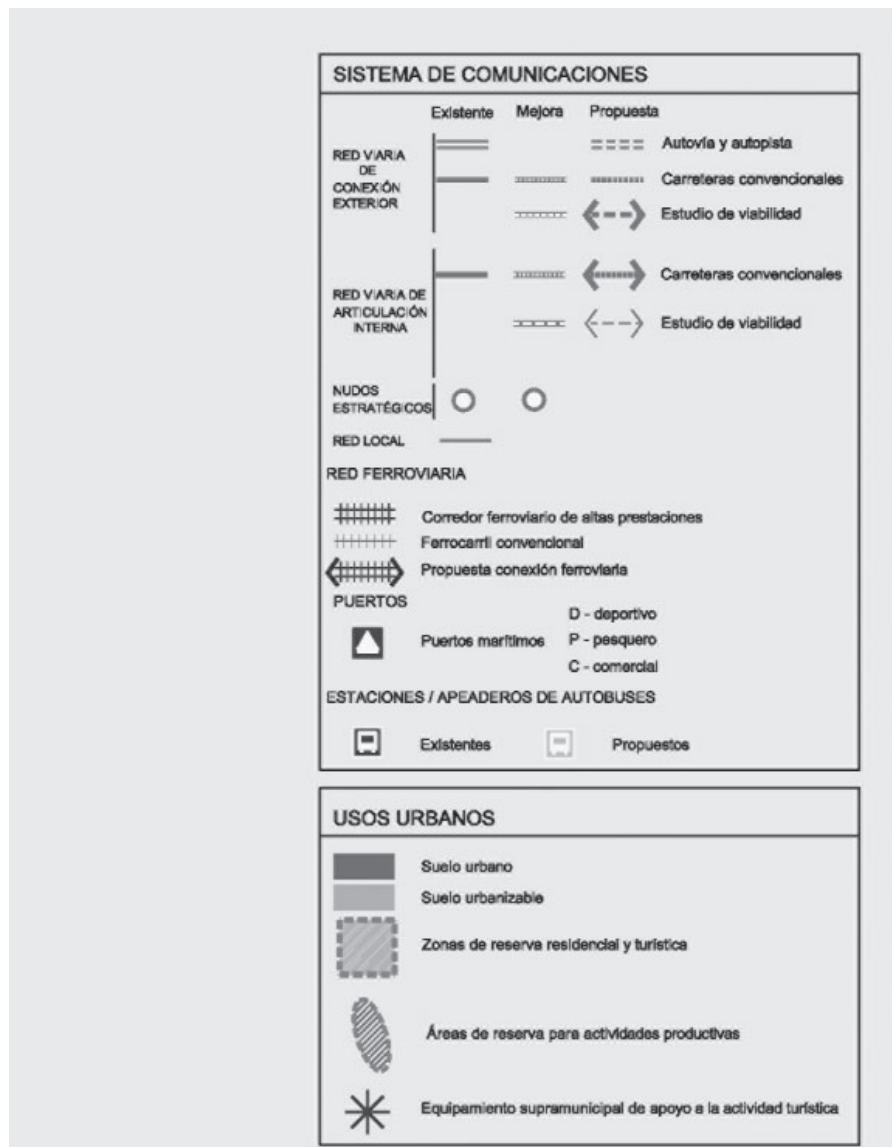 SISTEMA DE COMUNICACIONES
Existente Mejora Propuesta
RED VIARIA
DE
CONEXIÓN
EXTERIOR
Autovía y autopista
Carreteras convencionales
Estudio de viabilidad
RED VIARIA DE
ARTICULACIÓN
INTERNA
Carreteras convencionales
Estudio de viabilidad
NUDOS
ESTRATÉGICOS
RED LOCAL
RED FERROVIARIA
Corredor ferroviario de altas prestaciones
Ferrocarril convencional
Propuesta conexión ferroviaria
PUERTOS
Puertos marítimos
D - deportivo
P - pesquero
C - comercial
ESTACIONES / APEADEROS DE AUTOBUSES
Existentes Propuestos
USOS URBANOS
Suelo urbano
Suelo urbanizable
Zonas de reserva residencial y turística
Áreas de reserva para actividades productivas
Equipamiento supramunicipal de apoyo a la actividad turística